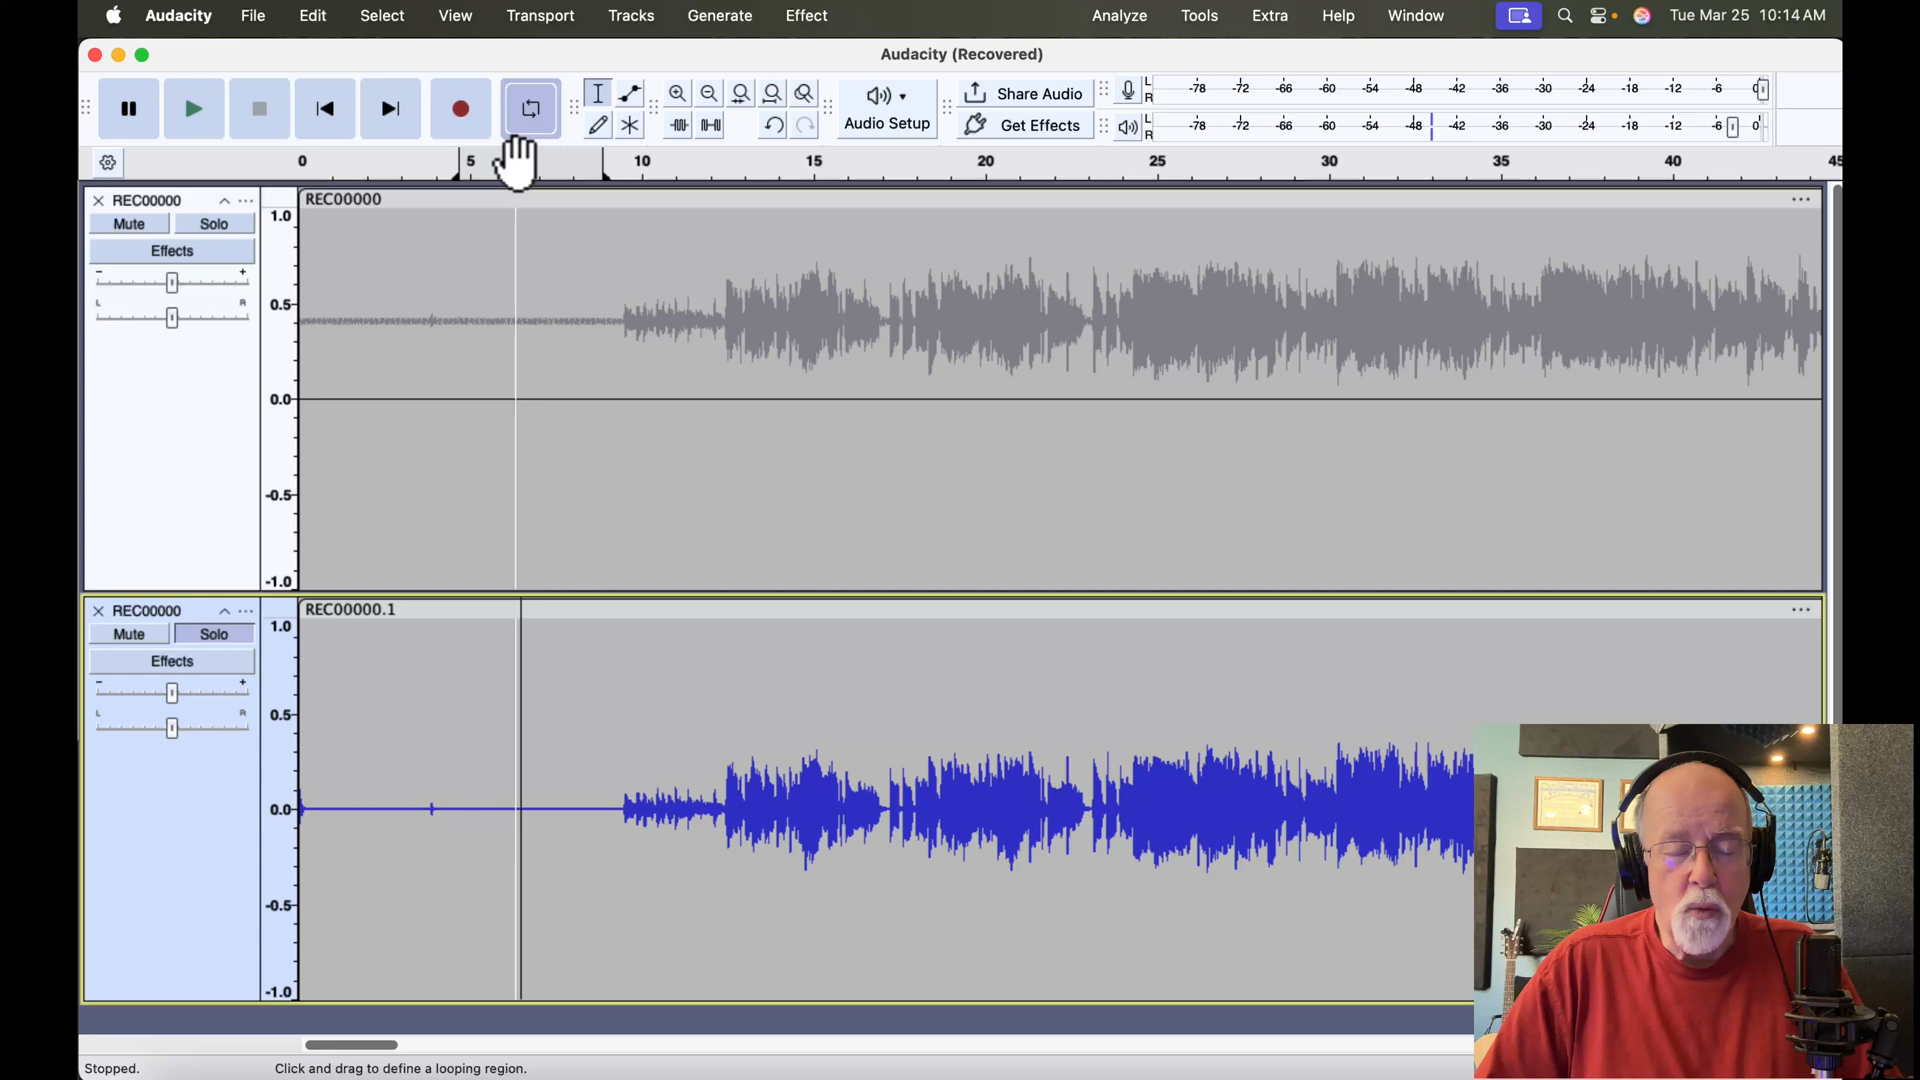 Audacity File Edit Select View Transport Tracks Generate Effect Analyze Tools Extra Help Window Tue Mar 25 10:14 AM
Audacity (Recovered)
Share Audio
L
R
-78 -72 -66 -60 -54 -48 -42 -36 -30 -24 -18 -12 -6 0
Audio Setup
Get Effects
L
R
-78 -72 -66 -60 -54 -48 -42 -36 -30 -24 -18 -12 -6 0
0 5 10 15 20 25 30 35 40 45
REC00000
REC00000
Mute Solo
Effects
- +
L R
1.0
0.5
0.0
-0.5
-1.0
REC00000
REC00000.1
Mute Solo
Effects
- +
L R
1.0
0.5
0.0
-0.5
-1.0
Stopped. Click and drag to define a looping region.